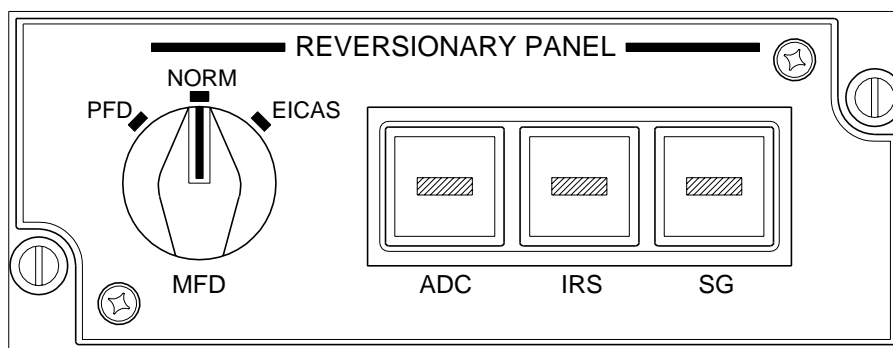 REVERSIONARY PANEL
NORM
PFD EICAS
MFD ADC IRS SG